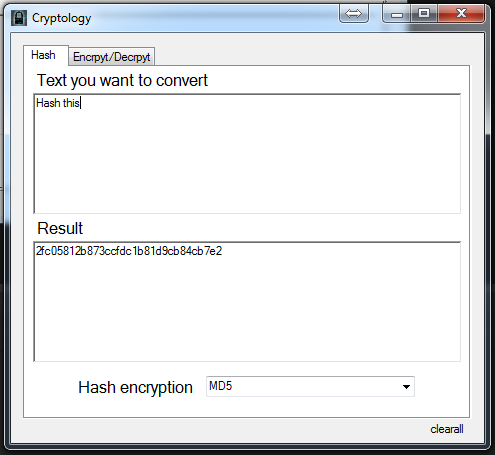 Cryptology
Hash
Encrpyt/Decrpyt
Text you want to convert
Hash this
Result
2fc05812b873ccfdc1b81d9cb84cb7e2
Hash encryption
MD5
clearall